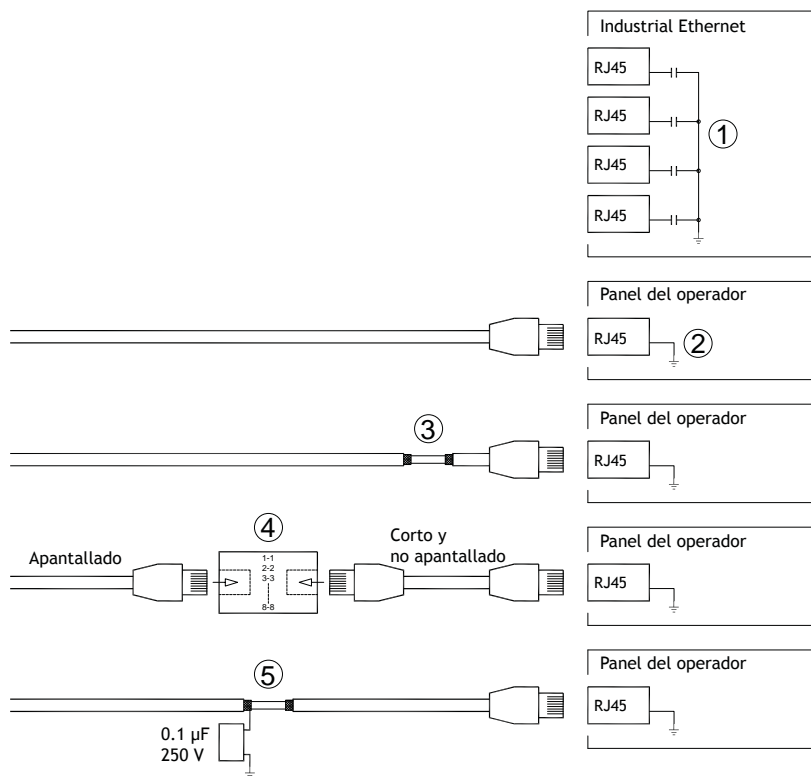 Industrial Ethernet
RJ45
RJ45
①
RJ45
RJ45
Panel del operador
RJ45
②
Panel del operador
③
RJ45
Panel del operador
④
Corto y
no apantallado
Apantallado
1-1
2-2
3-3
8-8
RJ45
Panel del operador
⑤
RJ45
0.1 µF
250 V